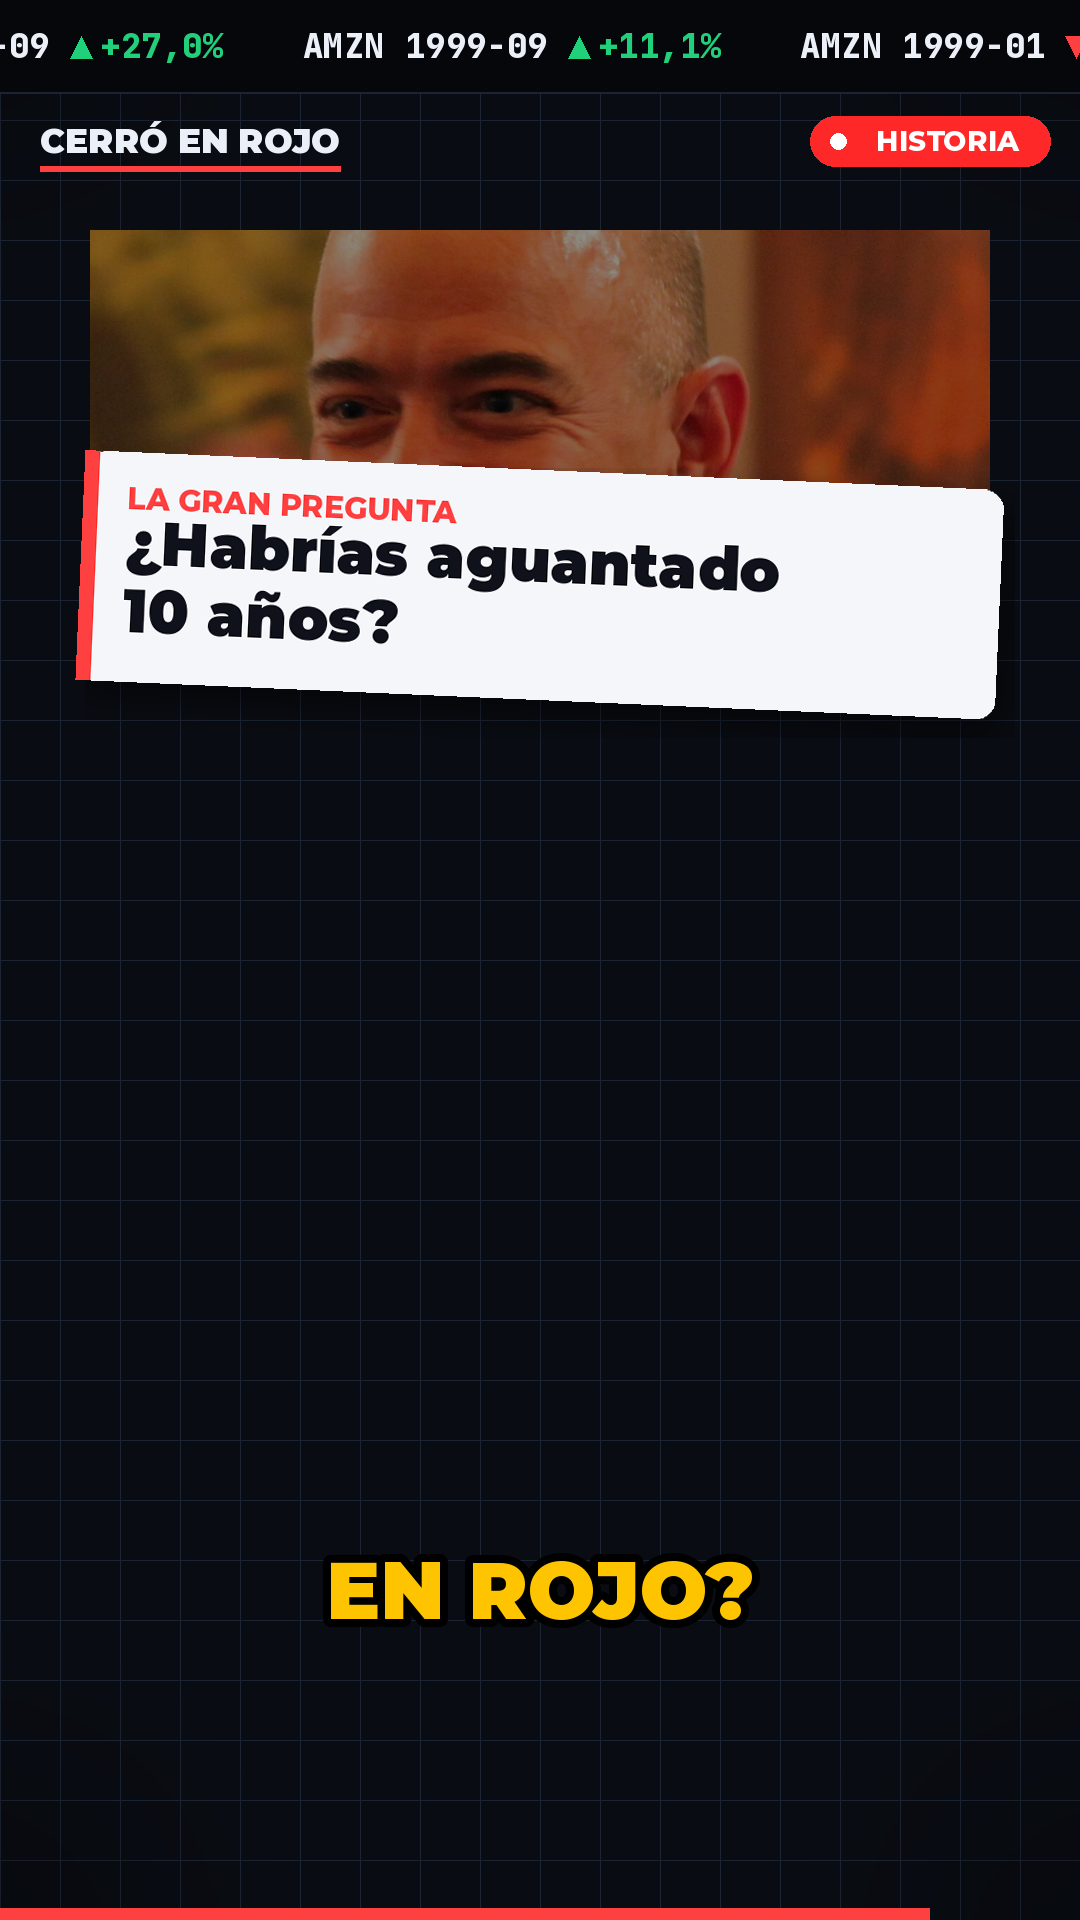 -09 ▲+27,0% AMZN 1999-09 ▲+11,1% AMZN 1999-01 ▼
CERRÓ EN ROJO
HISTORIA
LA GRAN PREGUNTA
¿Habrías aguantado
10 años?
EN ROJO?